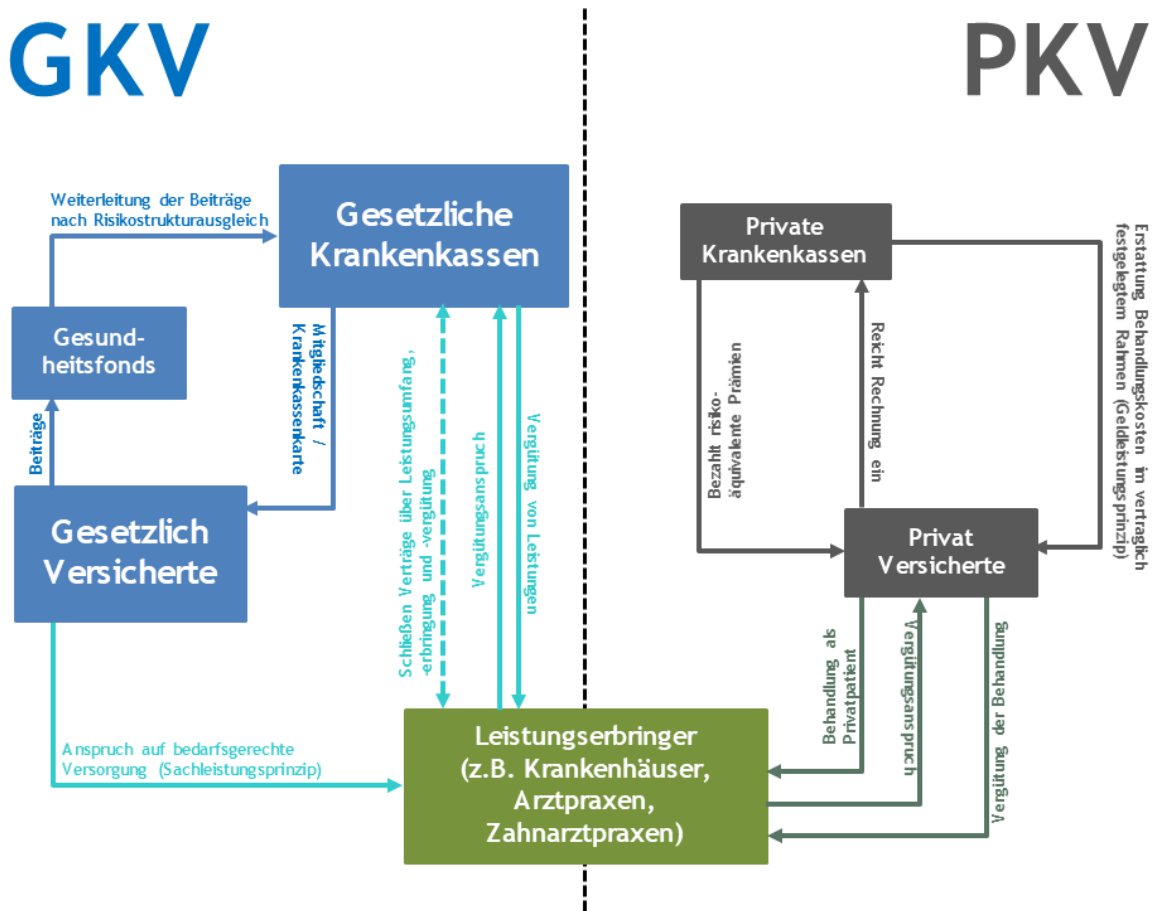 GKV
PKV
Weiterleitung der Beiträge
nach Risikostrukturausgleich
Gesetzliche
Krankenkassen
Gesund-
heitsfonds
Beiträge
Mitgliedschaft /
Krankenkassenkarte
Gesetzlich
Versicherte
Schließen Verträge über Leistungsumfang,
-erbringung und -vergütung
Vergütungsanspruch
Vergütung von Leistungen
Anspruch auf bedarfsgerechte
Versorgung (Sachleistungsprinzip)
Leistungserbringer
(z.B. Krankenhäuser,
Arztpraxen,
Zahnarztpraxen)
Private
Krankenkassen
Bezahlt risiko-
äquivalente Prämien
Reicht Rechnung ein
Erstattung Behandlungskosten im vertraglich
festgelegtem Rahmen (Geldleistungsprinzip)
Privat
Versicherte
Behandlung als
Privatpatient
Vergütungsanspruch
Vergütung der Behandlung